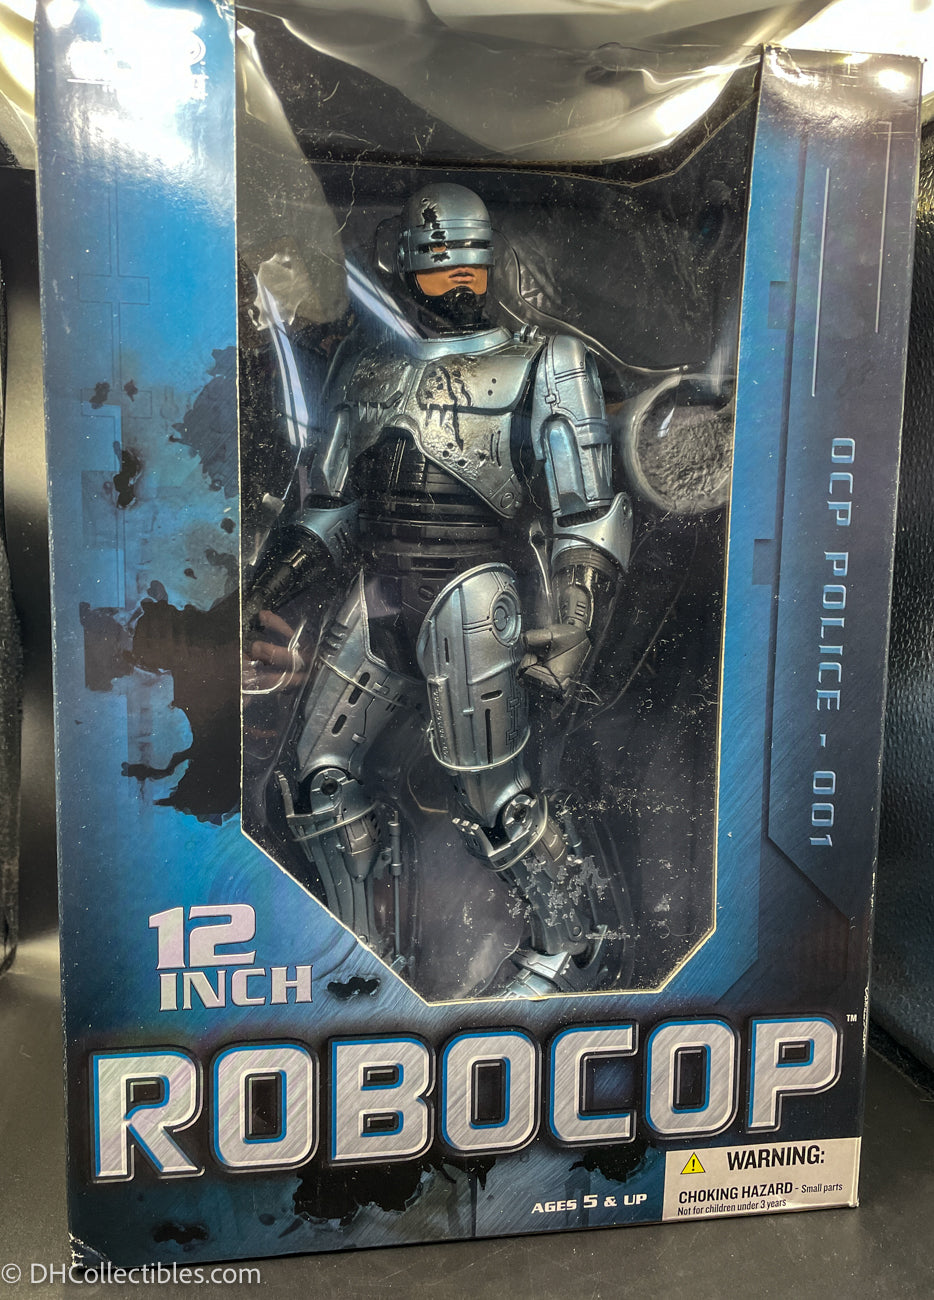 OCP POLICE - 001
12
INCH
ROBOCOP™
WARNING:
CHOKING HAZARD - Small parts
Not for children under 3 years
AGES 5 & UP
© DHCollectibles.com